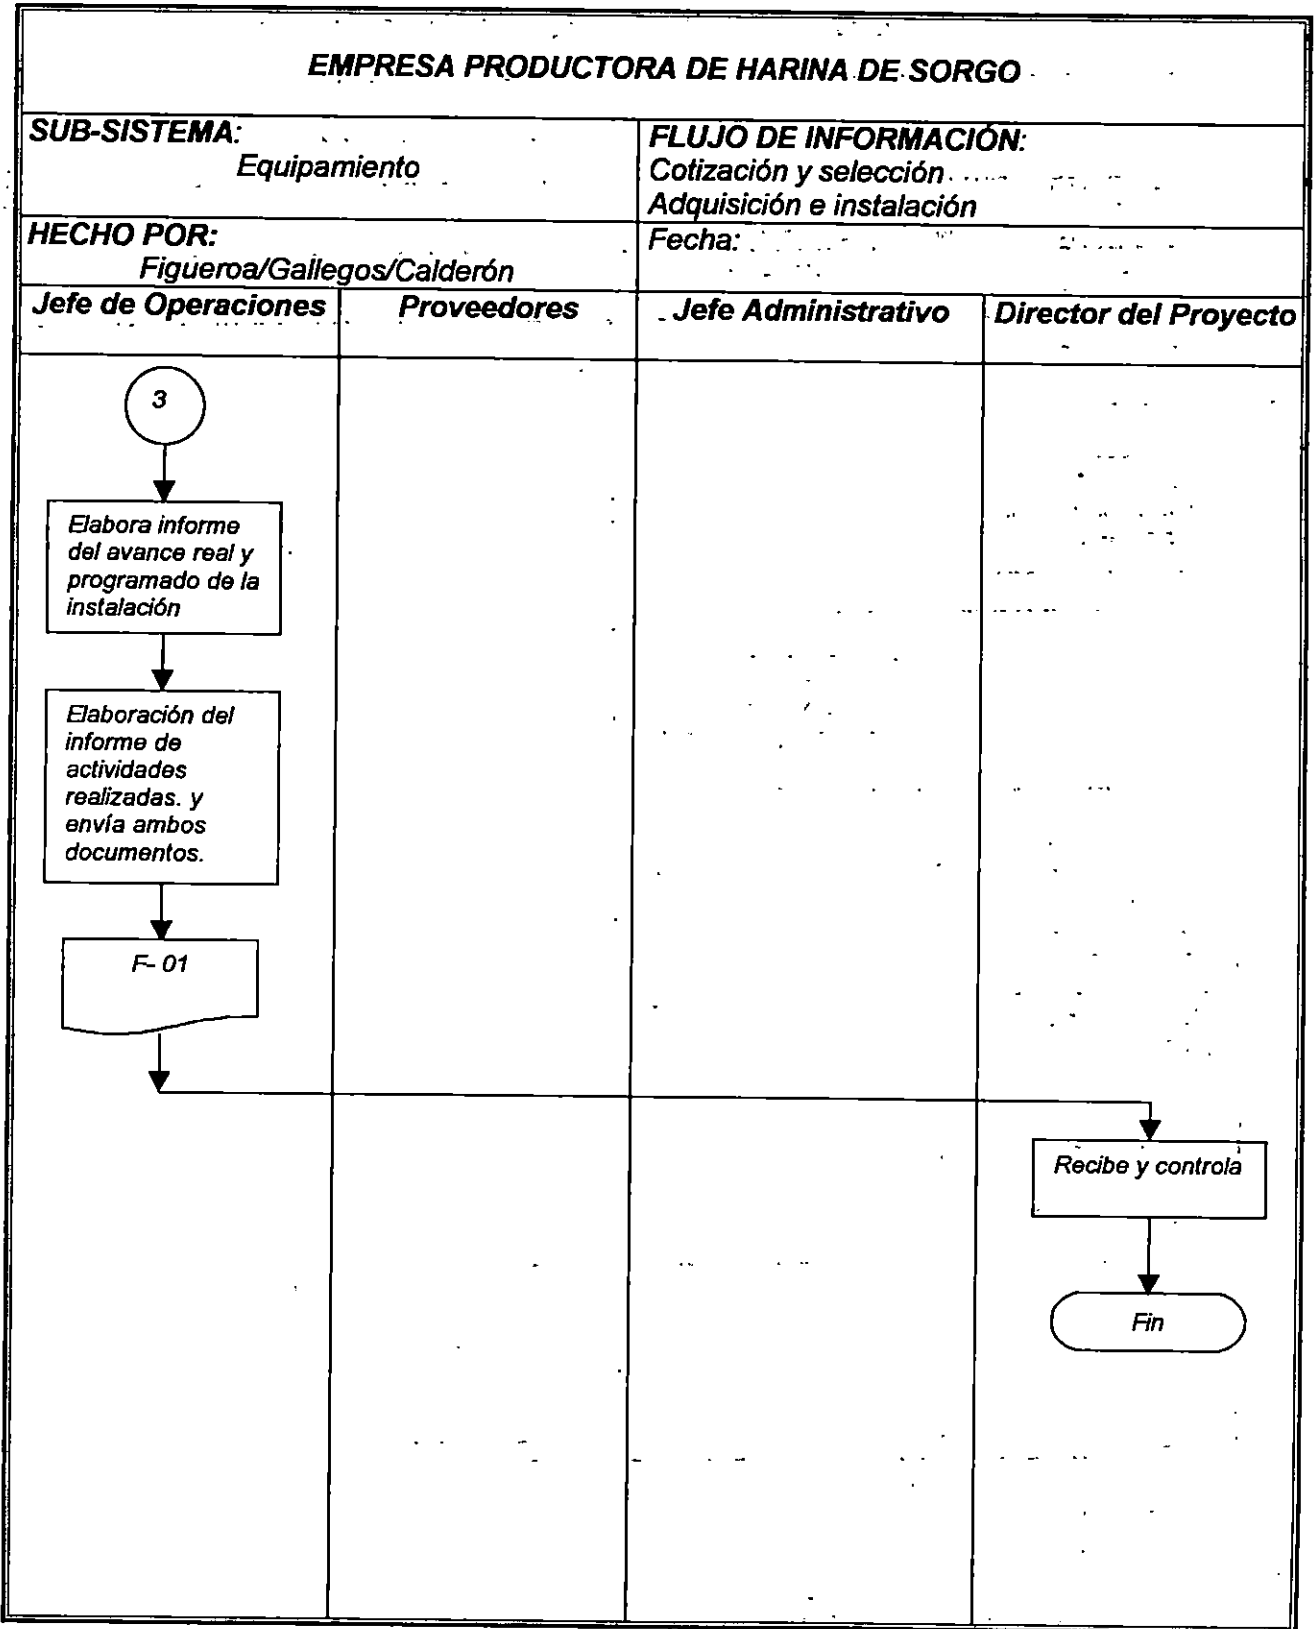 EMPRESA PRODUCTORA DE HARINA DE SORGO
SUB-SISTEMA:
Equipamiento
FLUJO DE INFORMACIÓN:
Cotización y selección
Adquisición e instalación
HECHO POR:
Figueroa/Gallegos/Calderón
Fecha:
Jefe de Operaciones
Proveedores
Jefe Administrativo
Director del Proyecto
3
Elabora informe
del avance real y
programado de la
instalación
Elaboración del
informe de
actividades
realizadas. y
envía ambos
documentos.
F- 01
Recibe y controla
Fin